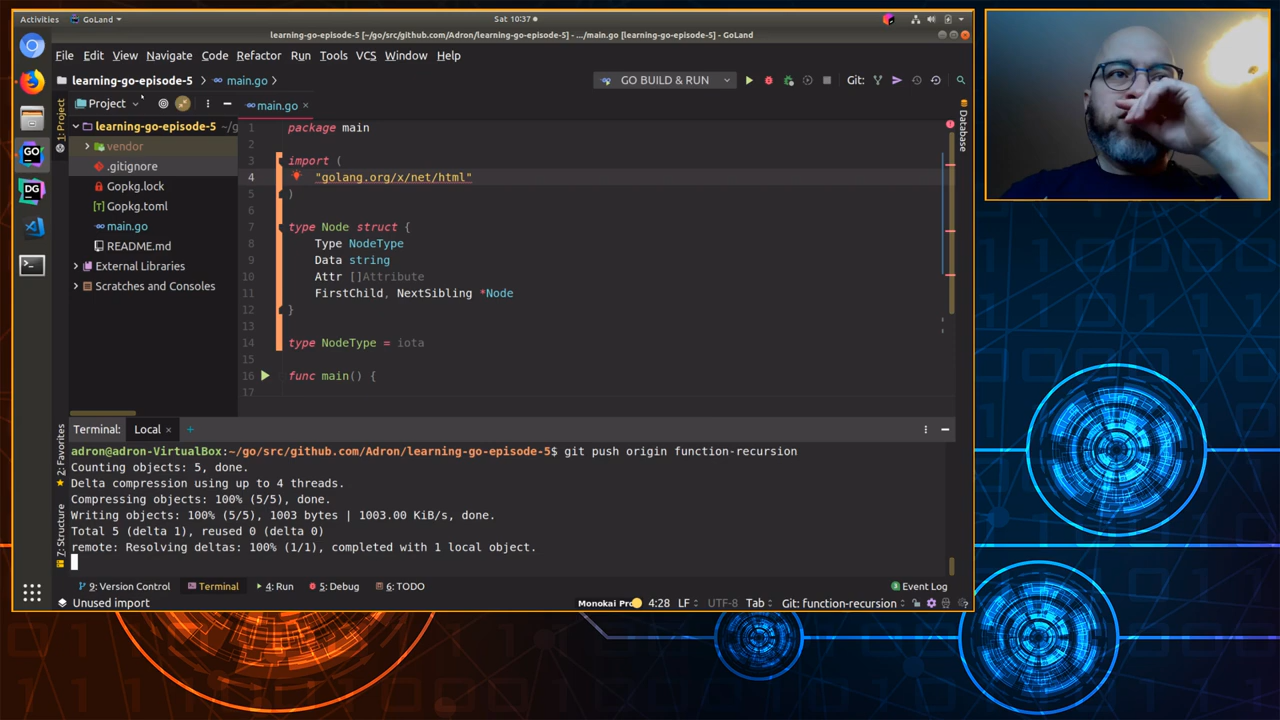 Activities GoLand Sat 10:37
learning-go-episode-5 [~/go/src/github.com/Adron/learning-go-episode-5] - .../main.go [learning-go-episode-5] - GoLand
File Edit View Navigate Code Refactor Run Tools VCS Window Help
learning-go-episode-5 main.go GO BUILD & RUN Git:
1: Project
Project
main.go
Database
learning-go-episode-5 ~/g
vendor
.gitignore
Gopkg.lock
Gopkg.toml
main.go
README.md
External Libraries
Scratches and Consoles
1 package main
2
3 import (
4 "golang.org/x/net/html"
5 )
6
7 type Node struct {
8 Type NodeType
9 Data string
10 Attr []Attribute
11 FirstChild, NextSibling *Node
12 }
13
14 type NodeType = iota
15
16 func main() {
17
2: Favorites
7: Structure
Terminal: Local
adron@adron-VirtualBox:~/go/src/github.com/Adron/learning-go-episode-5$ git push origin function-recursion
Counting objects: 5, done.
Delta compression using up to 4 threads.
Compressing objects: 100% (5/5), done.
Writing objects: 100% (5/5), 1003 bytes | 1003.00 KiB/s, done.
Total 5 (delta 1), reused 0 (delta 0)
remote: Resolving deltas: 100% (1/1), completed with 1 local object.
9: Version Control Terminal 4: Run 5: Debug 6: TODO Event Log
Unused import Monokai Pro 4:28 LF UTF-8 Tab Git: function-recursion